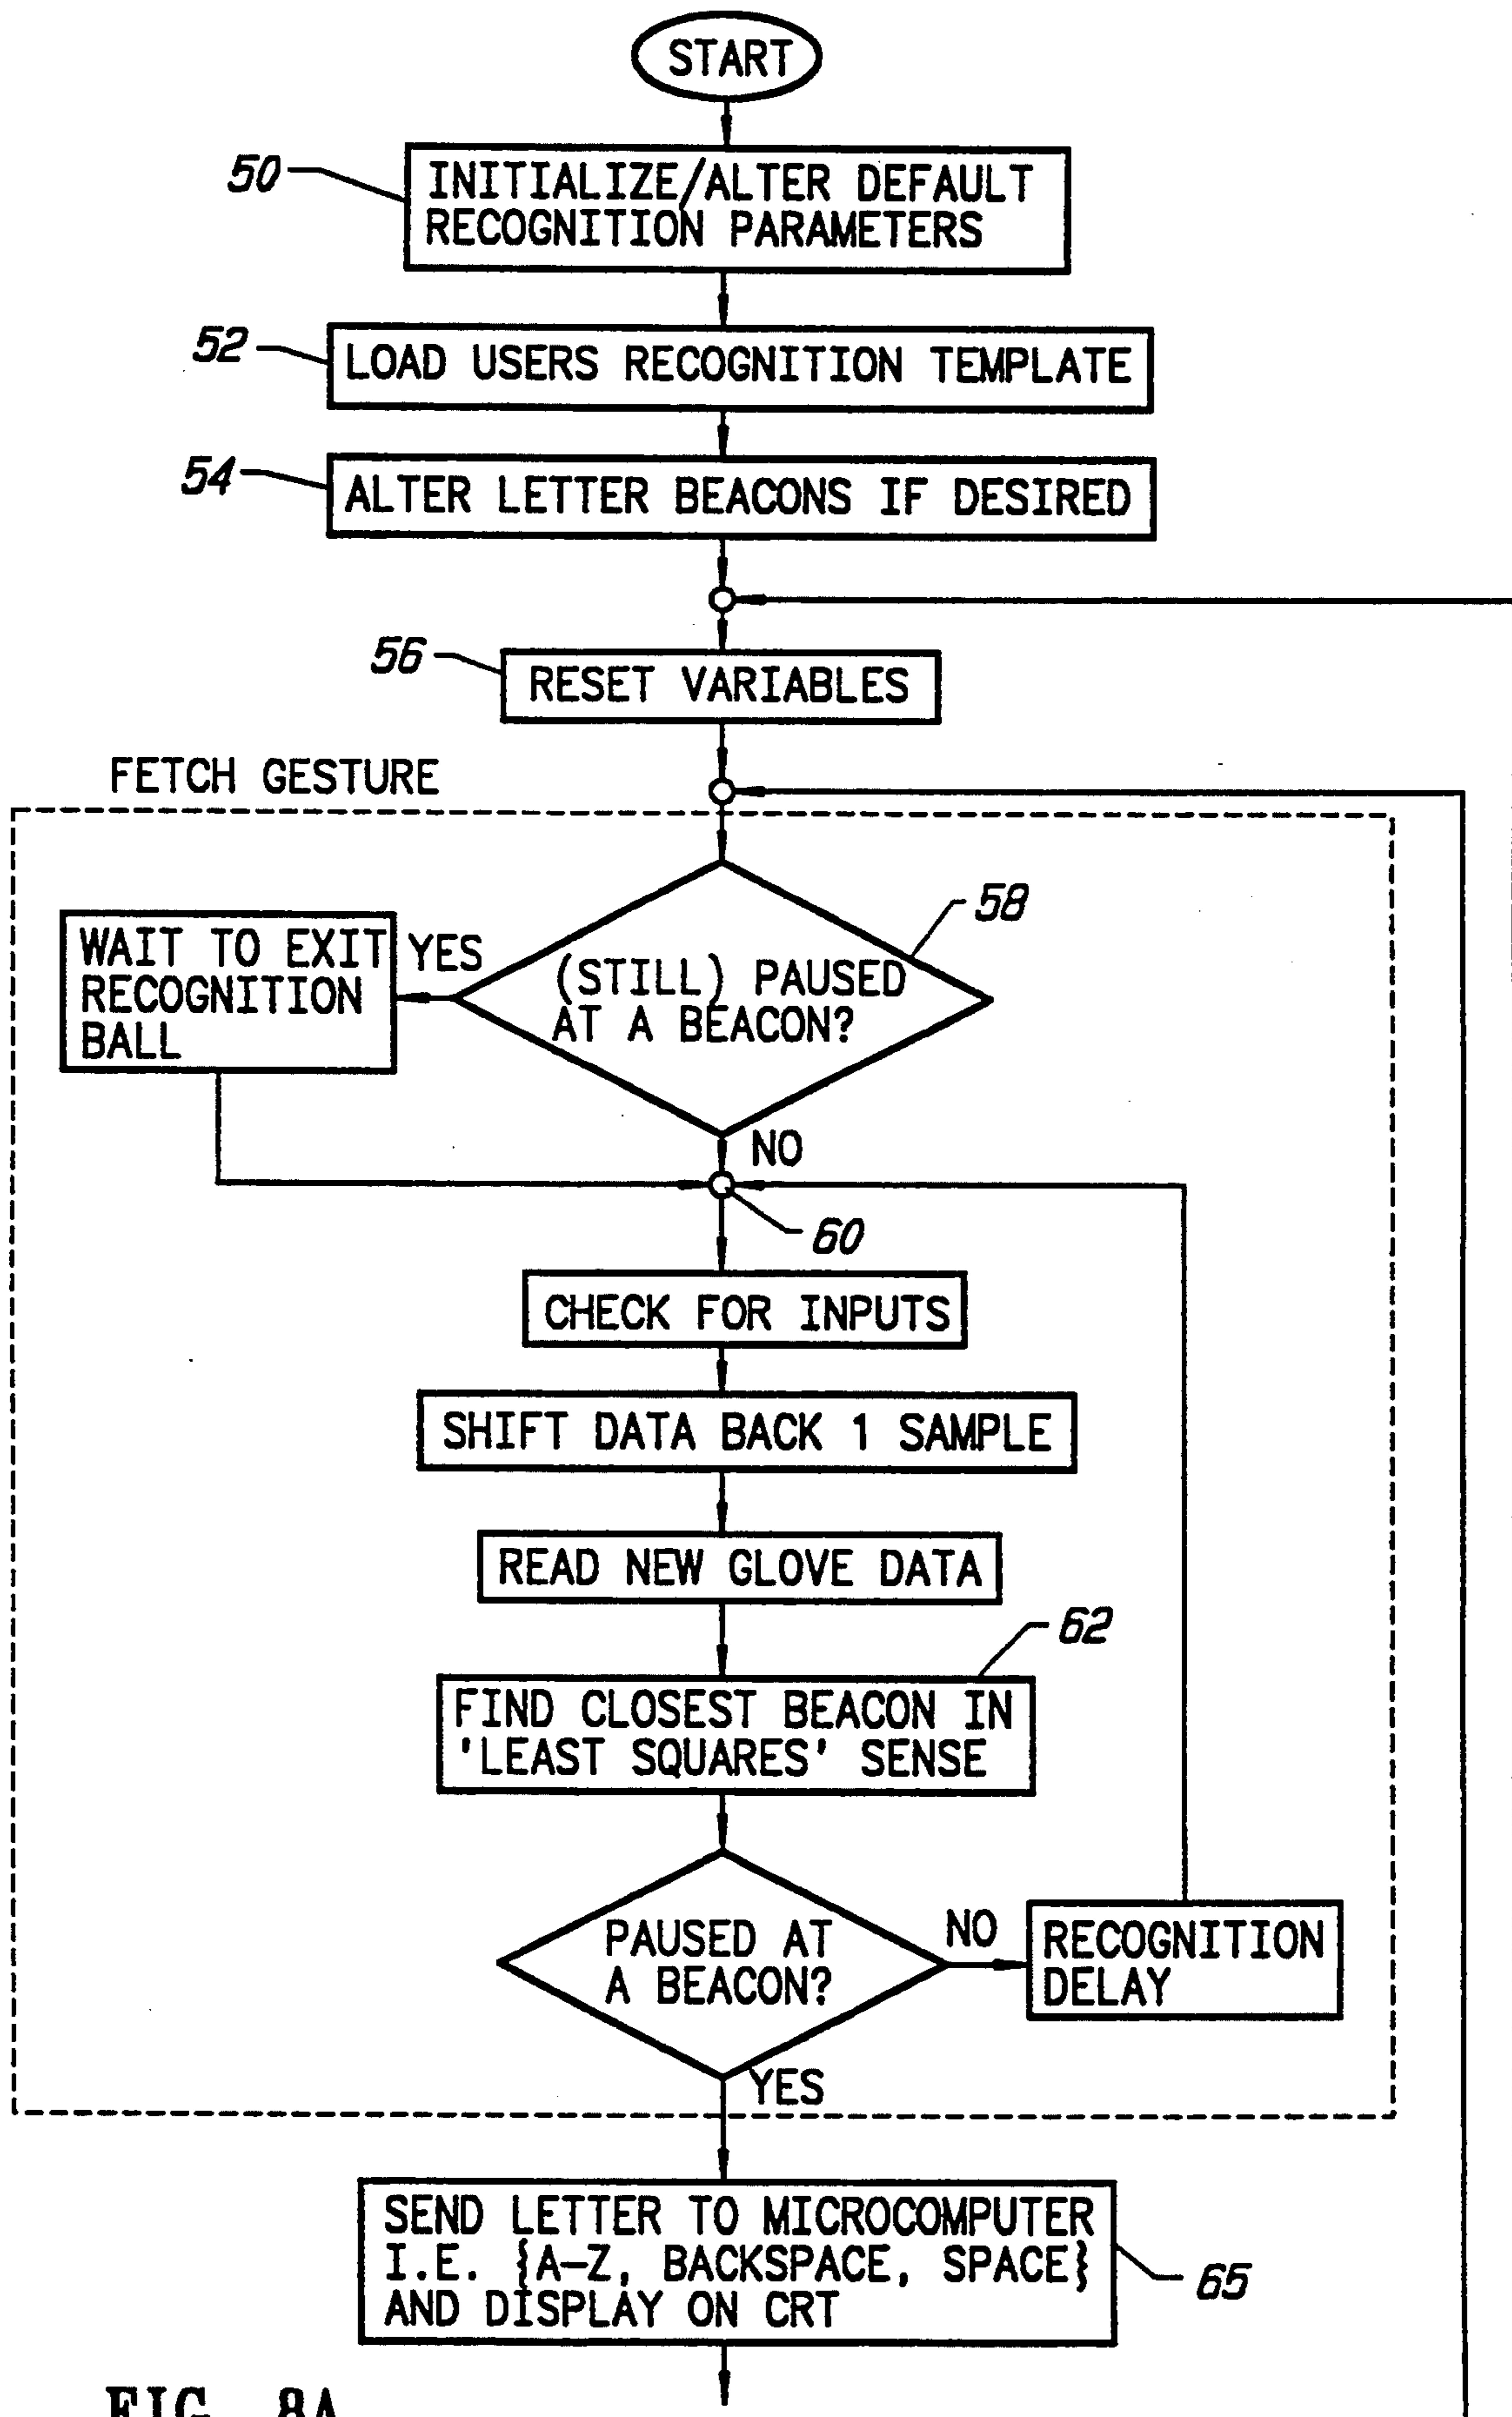 START
50
INITIALIZE/ALTER DEFAULT
RECOGNITION PARAMETERS
52
LOAD USERS RECOGNITION TEMPLATE
54
ALTER LETTER BEACONS IF DESIRED
56
RESET VARIABLES
FETCH GESTURE
58
(STILL) PAUSED
AT A BEACON?
YES
WAIT TO EXIT
RECOGNITION
BALL
NO
60
CHECK FOR INPUTS
SHIFT DATA BACK 1 SAMPLE
READ NEW GLOVE DATA
62
FIND CLOSEST BEACON IN
'LEAST SQUARES' SENSE
PAUSED AT
A BEACON?
NO
RECOGNITION
DELAY
YES
SEND LETTER TO MICROCOMPUTER
I.E. {A-Z, BACKSPACE, SPACE}
AND DISPLAY ON CRT
65
FIG. 8A